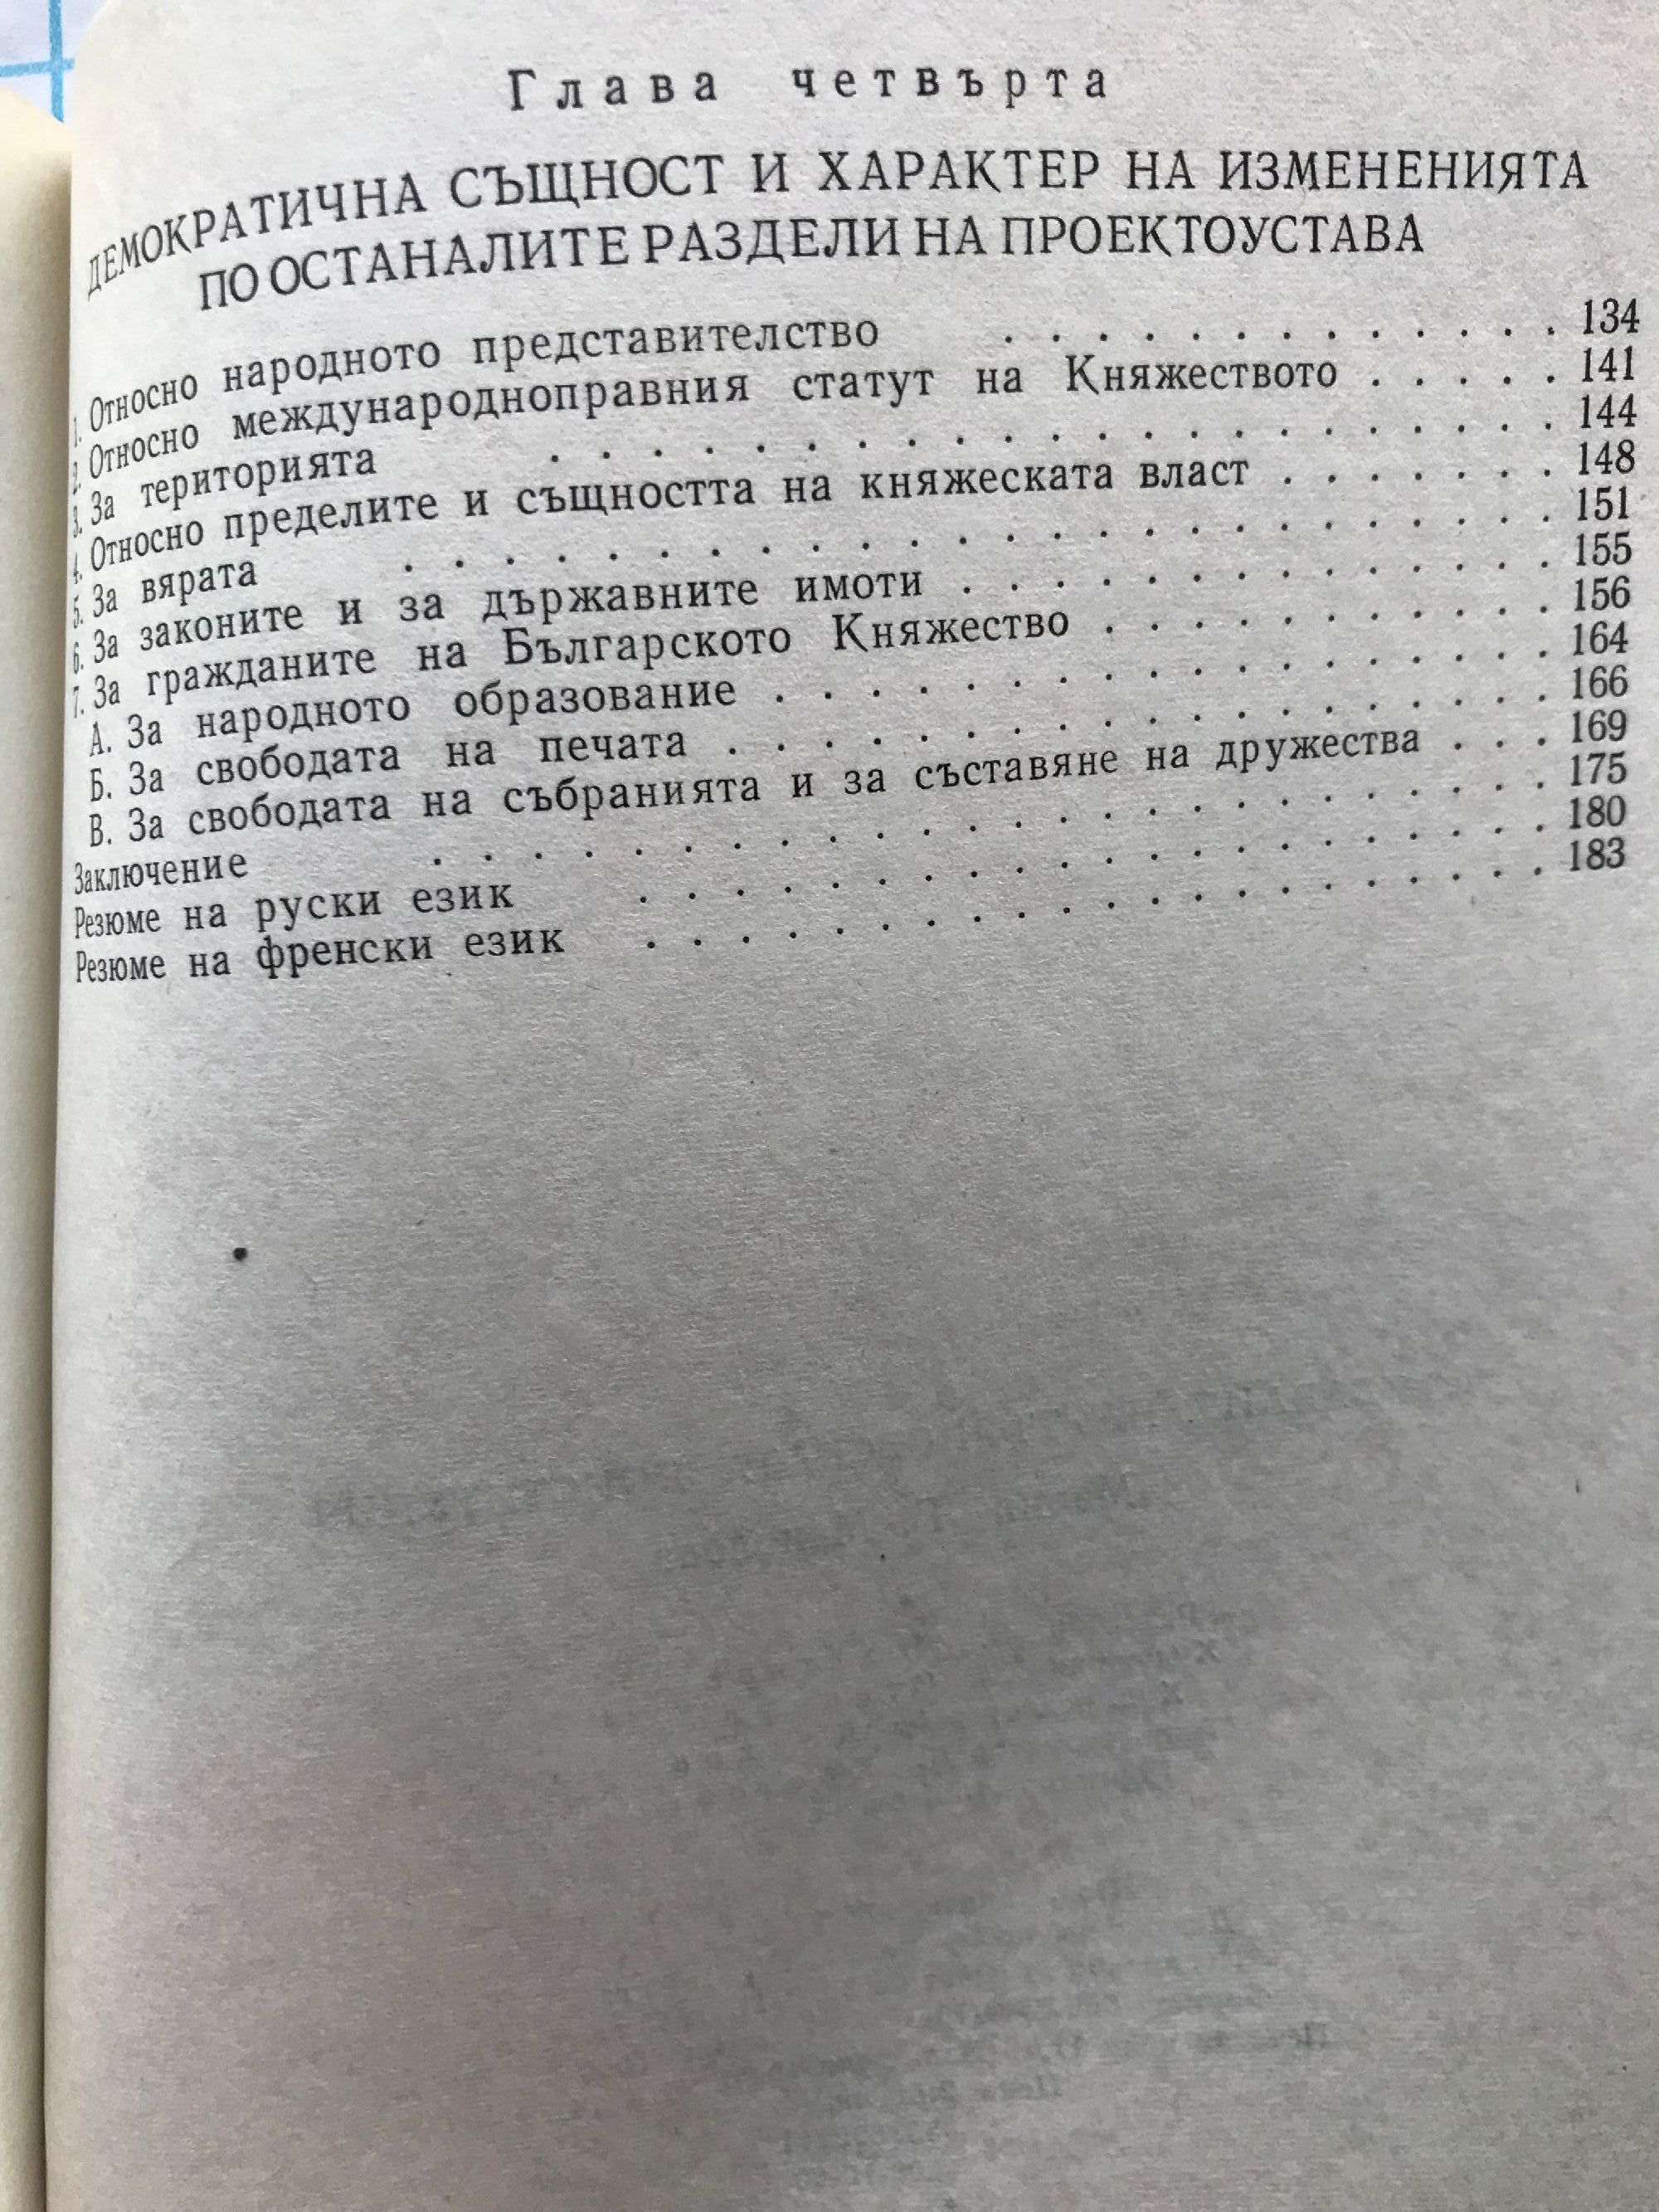 Глава четвърта
ДЕМОКРАТИЧНА СЪЩНОСТ И ХАРАКТЕР НА ИЗМЕНЕНИЯТА
ПО ОСТАНАЛИТЕ РАЗДЕЛИ НА ПРОЕКТОУСТАВА
1. Относно народното представителство . . . . . . . . . . . . . 134
2. Относно международноправния статут на Княжеството . . . . . 141
3. За територията . . . . . . . . . . . . . . . . . . . . 144
4. Относно пределите и същността на княжеската власт . . . . . . . 148
5. За вярата . . . . . . . . . . . . . . . . . . . . . . . 151
6. За законите и за държавните имоти . . . . . . . . . . . . . 155
7. За гражданите на Българското Княжество . . . . . . . . . . 156
А. За народното образование . . . . . . . . . . . . . . . . . 164
Б. За свободата на печата . . . . . . . . . . . . . . . . . . 166
В. За свободата на събранията и за съставяне на дружества . . . 169
Заключение . . . . . . . . . . . . . . . . . . . . . . . 175
Резюме на руски език . . . . . . . . . . . . . . . . . . . 180
Резюме на френски език . . . . . . . . . . . . . . . . . . 183